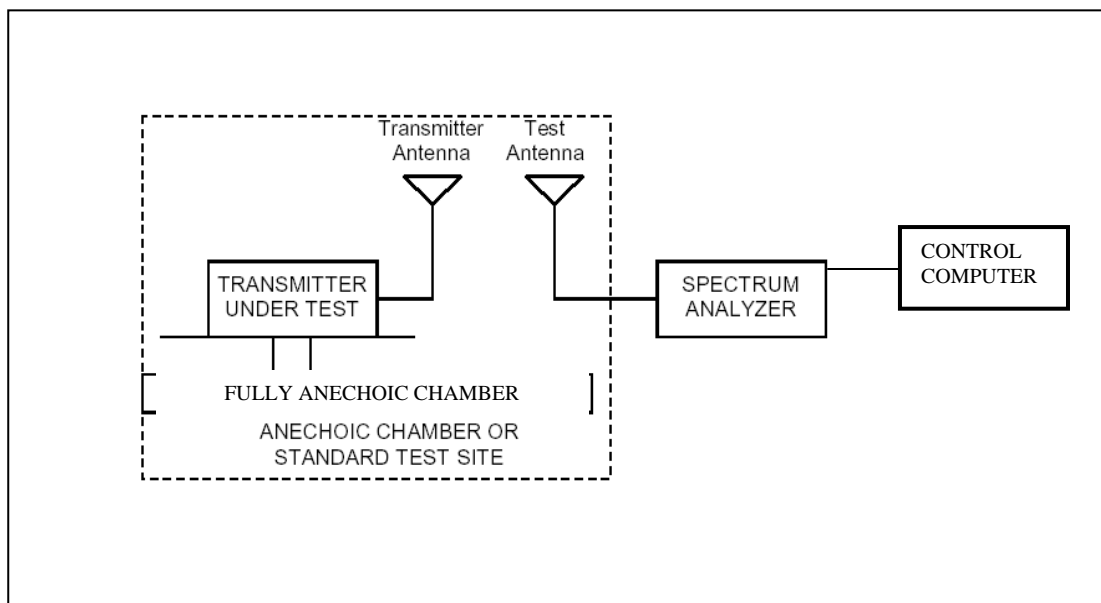 Transmitter
Antenna
Test
Antenna
TRANSMITTER
UNDER TEST
SPECTRUM
ANALYZER
CONTROL
COMPUTER
FULLY ANECHOIC CHAMBER
ANECHOIC CHAMBER OR
STANDARD TEST SITE